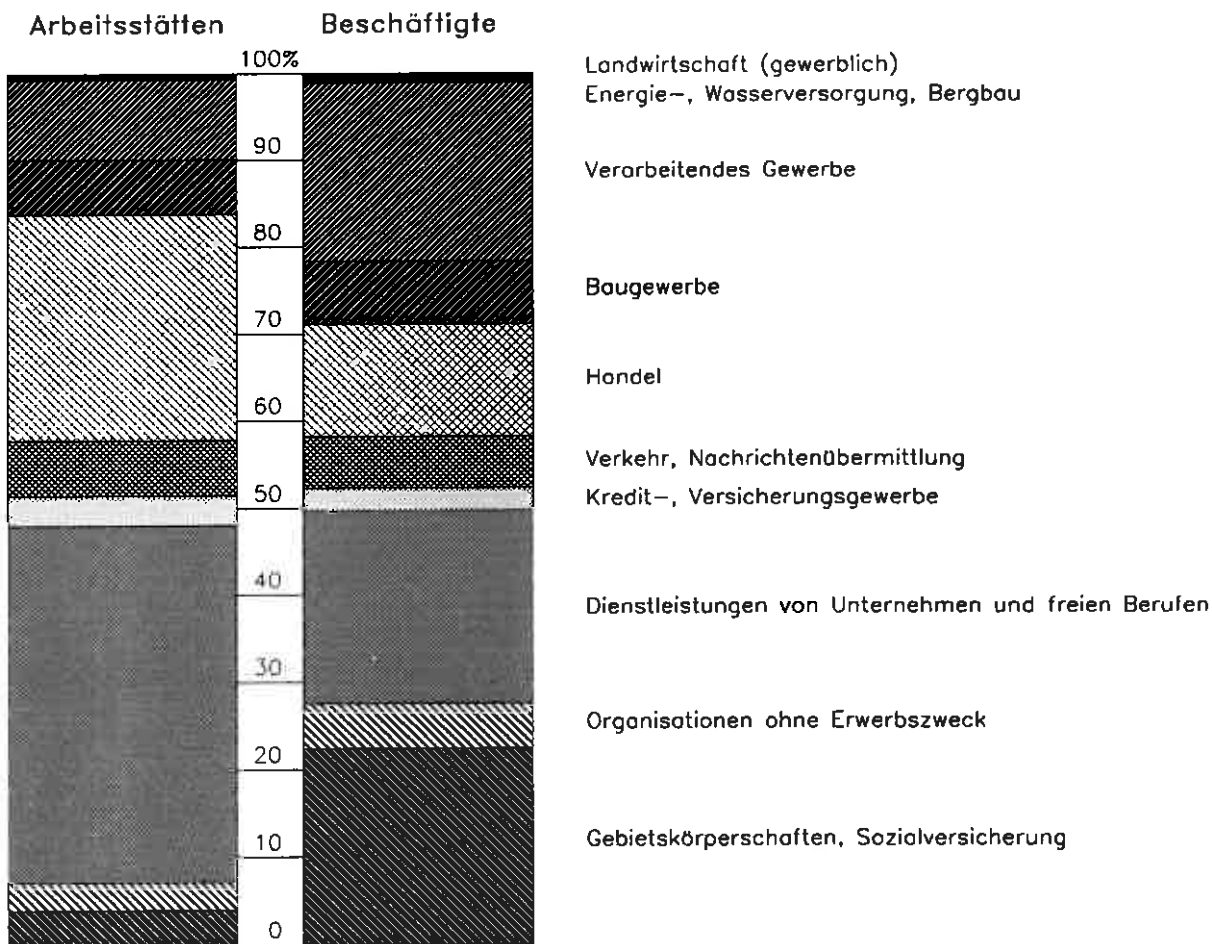 Arbeitsstätten
Beschäftigte
100%
90
80
70
60
50
40
30
20
10
0
Landwirtschaft (gewerblich)
Energie–, Wasserversorgung, Bergbau
Verarbeitendes Gewerbe
Baugewerbe
Handel
Verkehr, Nachrichtenübermittlung
Kredit–, Versicherungsgewerbe
Dienstleistungen von Unternehmen und freien Berufen
Organisationen ohne Erwerbszweck
Gebietskörperschaften, Sozialversicherung